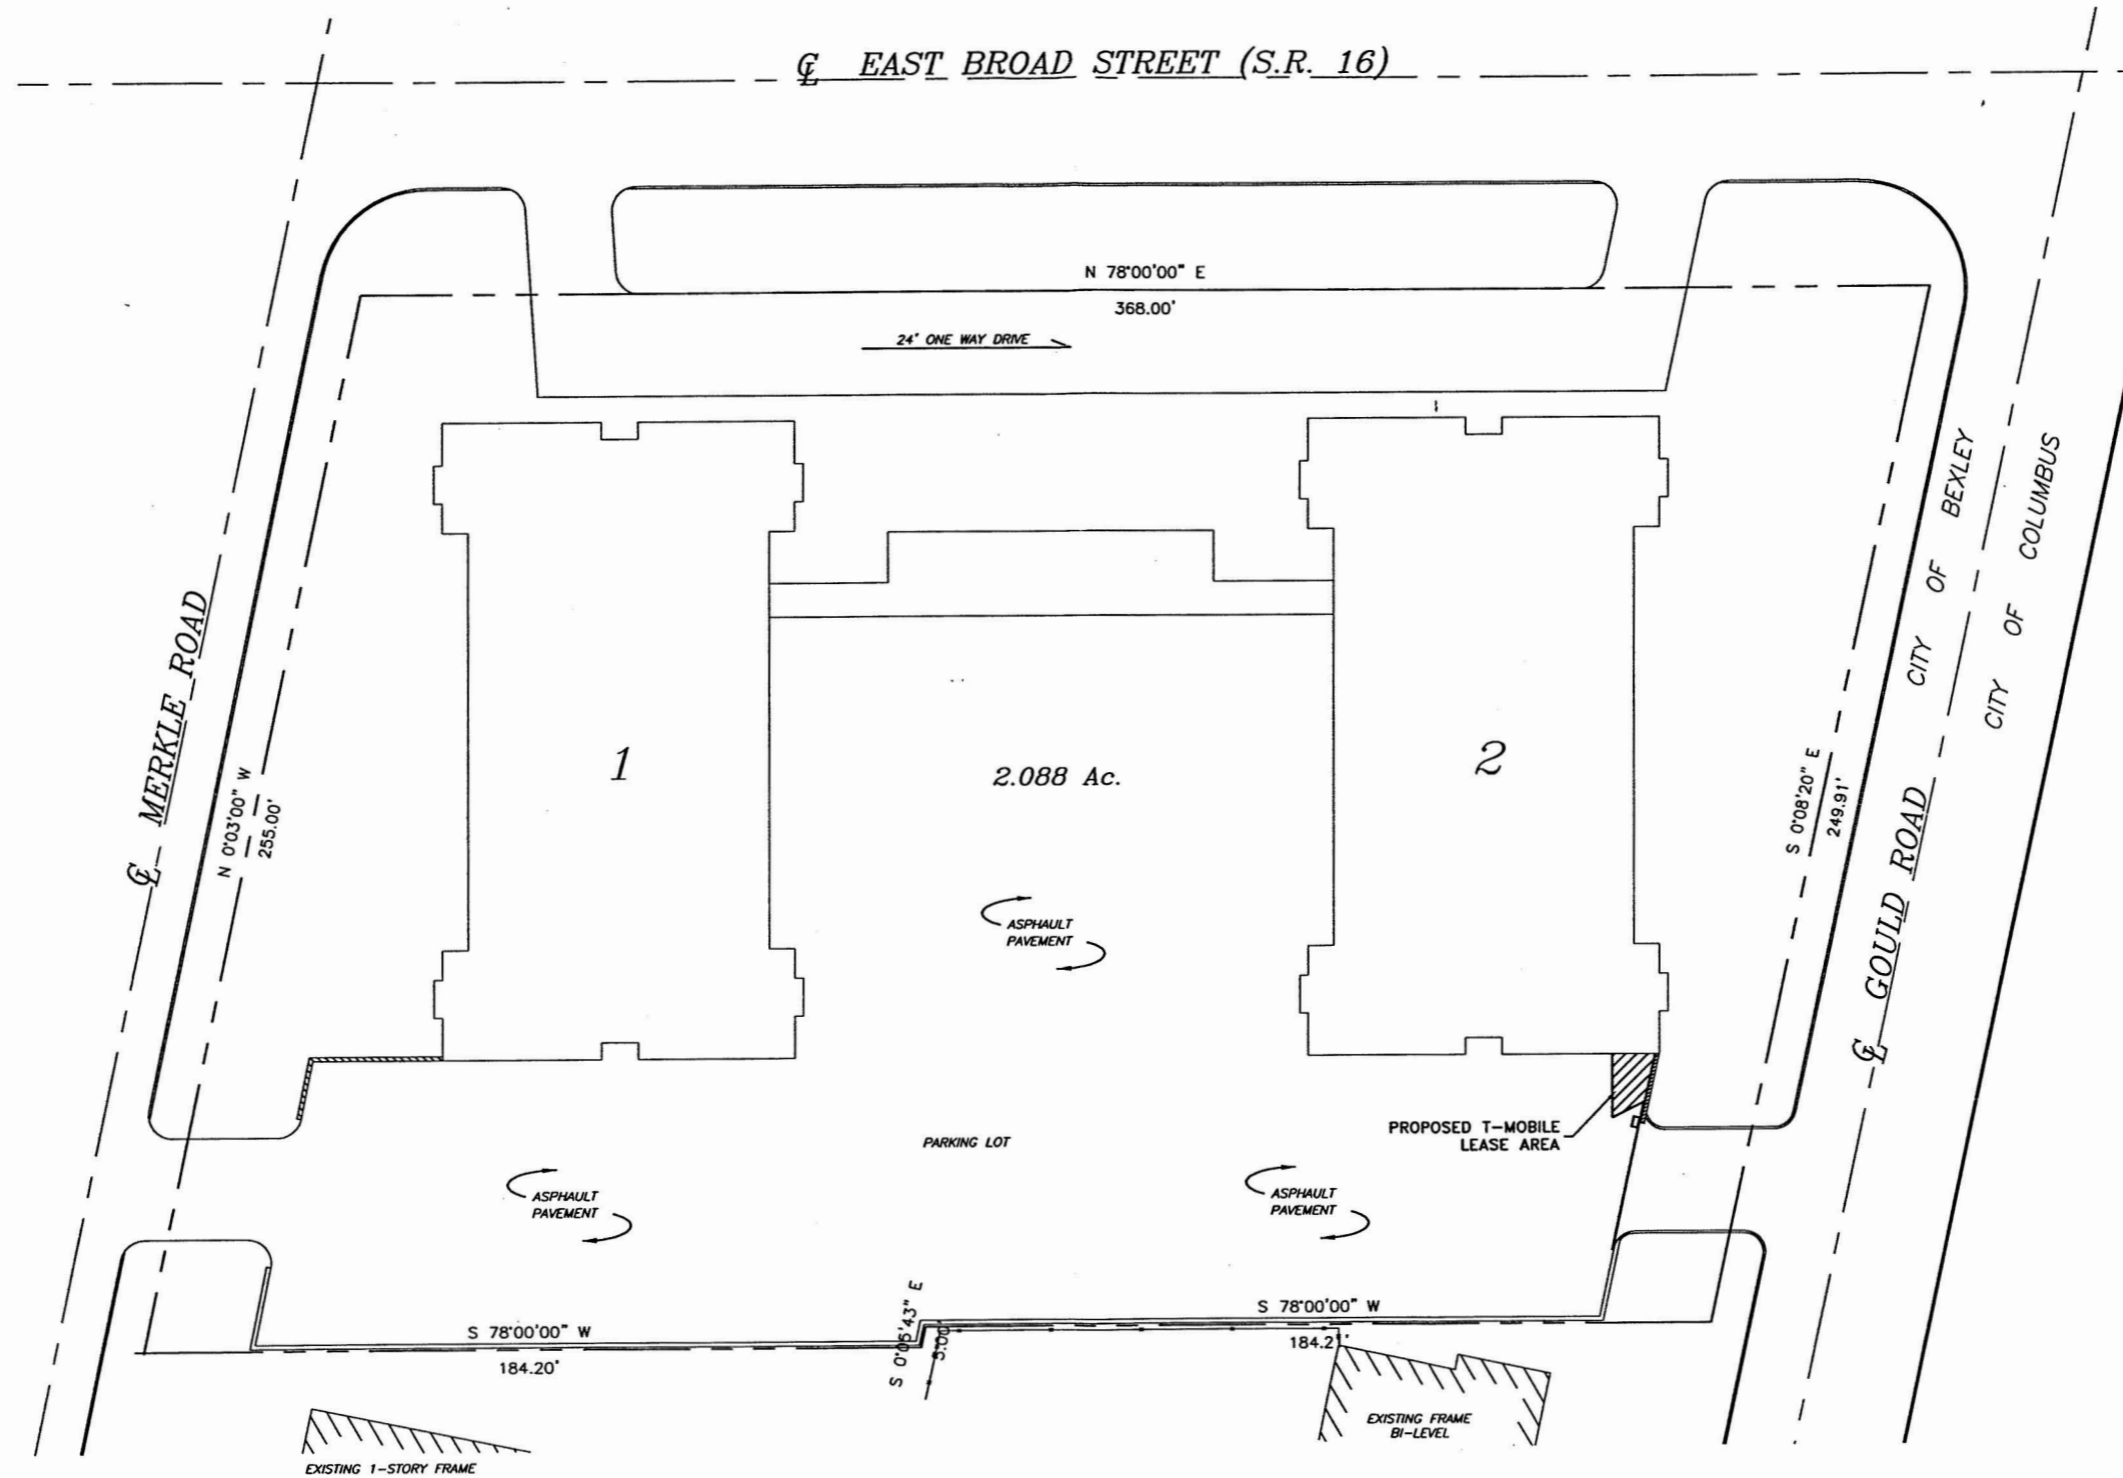 ℄ EAST BROAD STREET (S.R. 16)
N 78°00'00" E
368.00'
24' ONE WAY DRIVE
CITY OF BEXLEY
CITY OF COLUMBUS
℄ MERKLE ROAD
N 0°03'00" W
255.00'
1
2.088 Ac.
2
S 0°08'20" E
249.91'
℄ GOULD ROAD
ASPHAULT
PAVEMENT
PARKING LOT
PROPOSED T-MOBILE
LEASE AREA
ASPHAULT
PAVEMENT
ASPHAULT
PAVEMENT
S 78°00'00" W
184.20'
S 0°05'43" E
5.00'
S 78°00'00" W
184.21'
EXISTING FRAME
BI-LEVEL
EXISTING 1-STORY FRAME